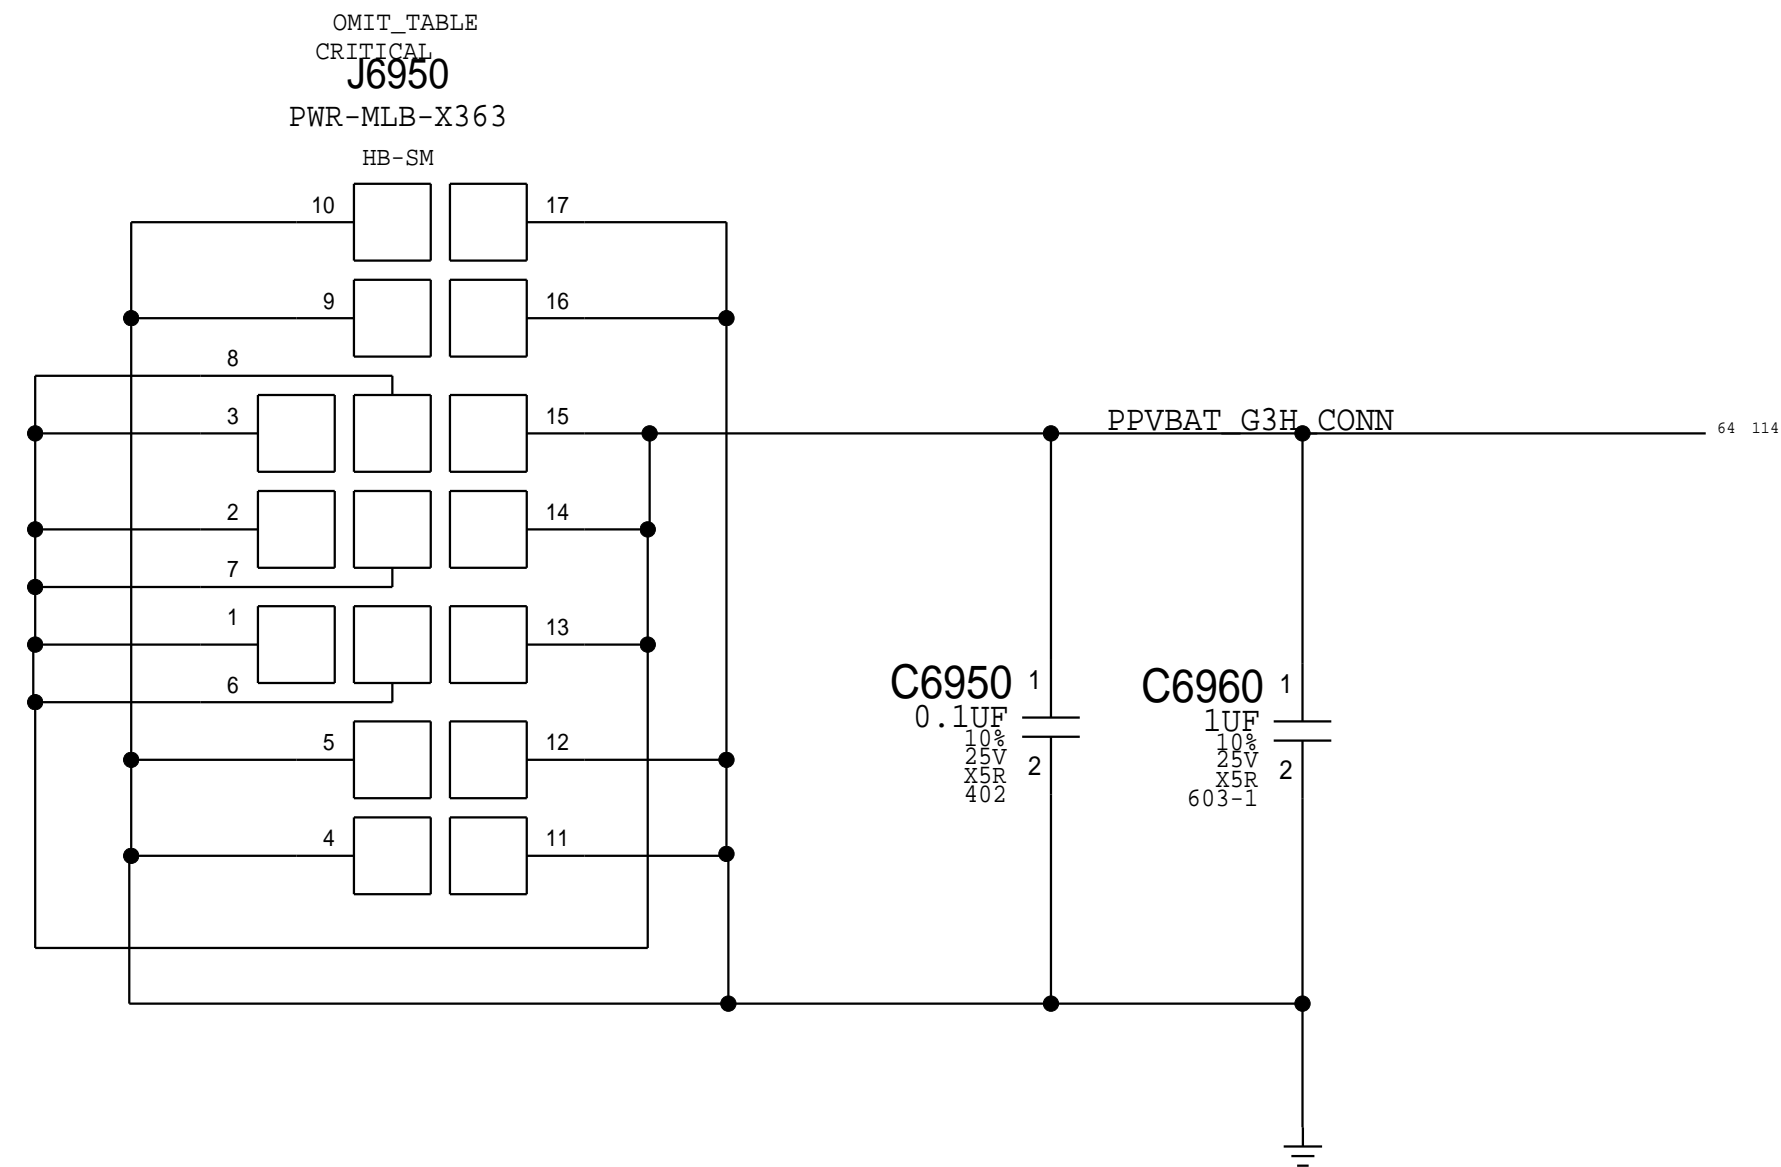 OMIT_TABLE
CRITICAL
J6950
PWR-MLB-X363
HB-SM
10
17
9
16
8
3
15
PPVBAT_G3H_CONN
64 114
2
14
7
1
13
6
C6950
1
0.1UF
10%
25V
X5R
402
2
C6960
1
1UF
10%
25V
X5R
603-1
2
5
12
4
11